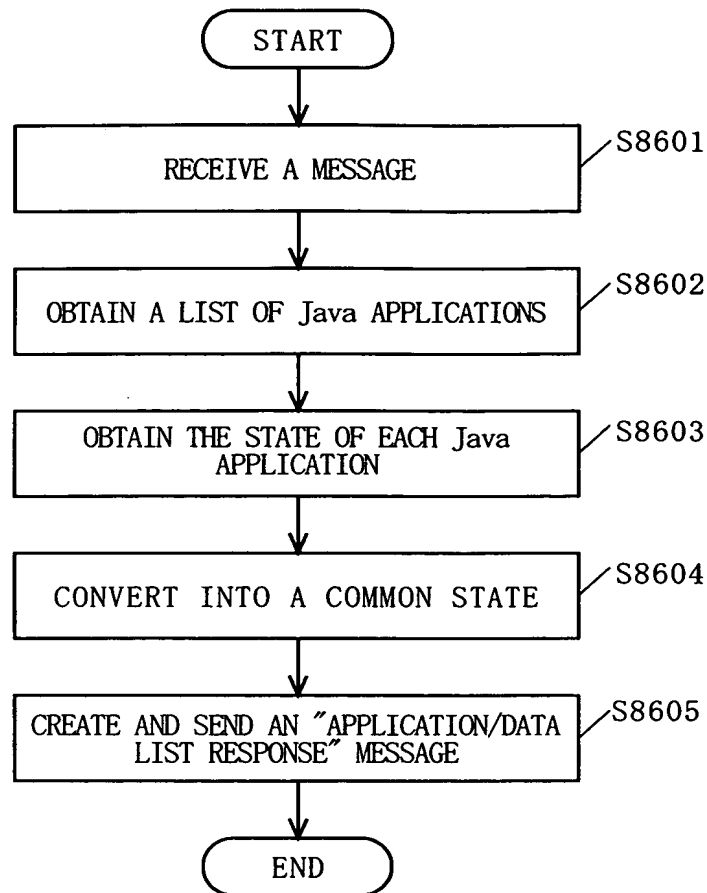 START
RECEIVE A MESSAGE
S8601
OBTAIN A LIST OF Java APPLICATIONS
S8602
OBTAIN THE STATE OF EACH Java
APPLICATION
S8603
CONVERT INTO A COMMON STATE
S8604
CREATE AND SEND AN "APPLICATION/DATA
LIST RESPONSE" MESSAGE
S8605
END